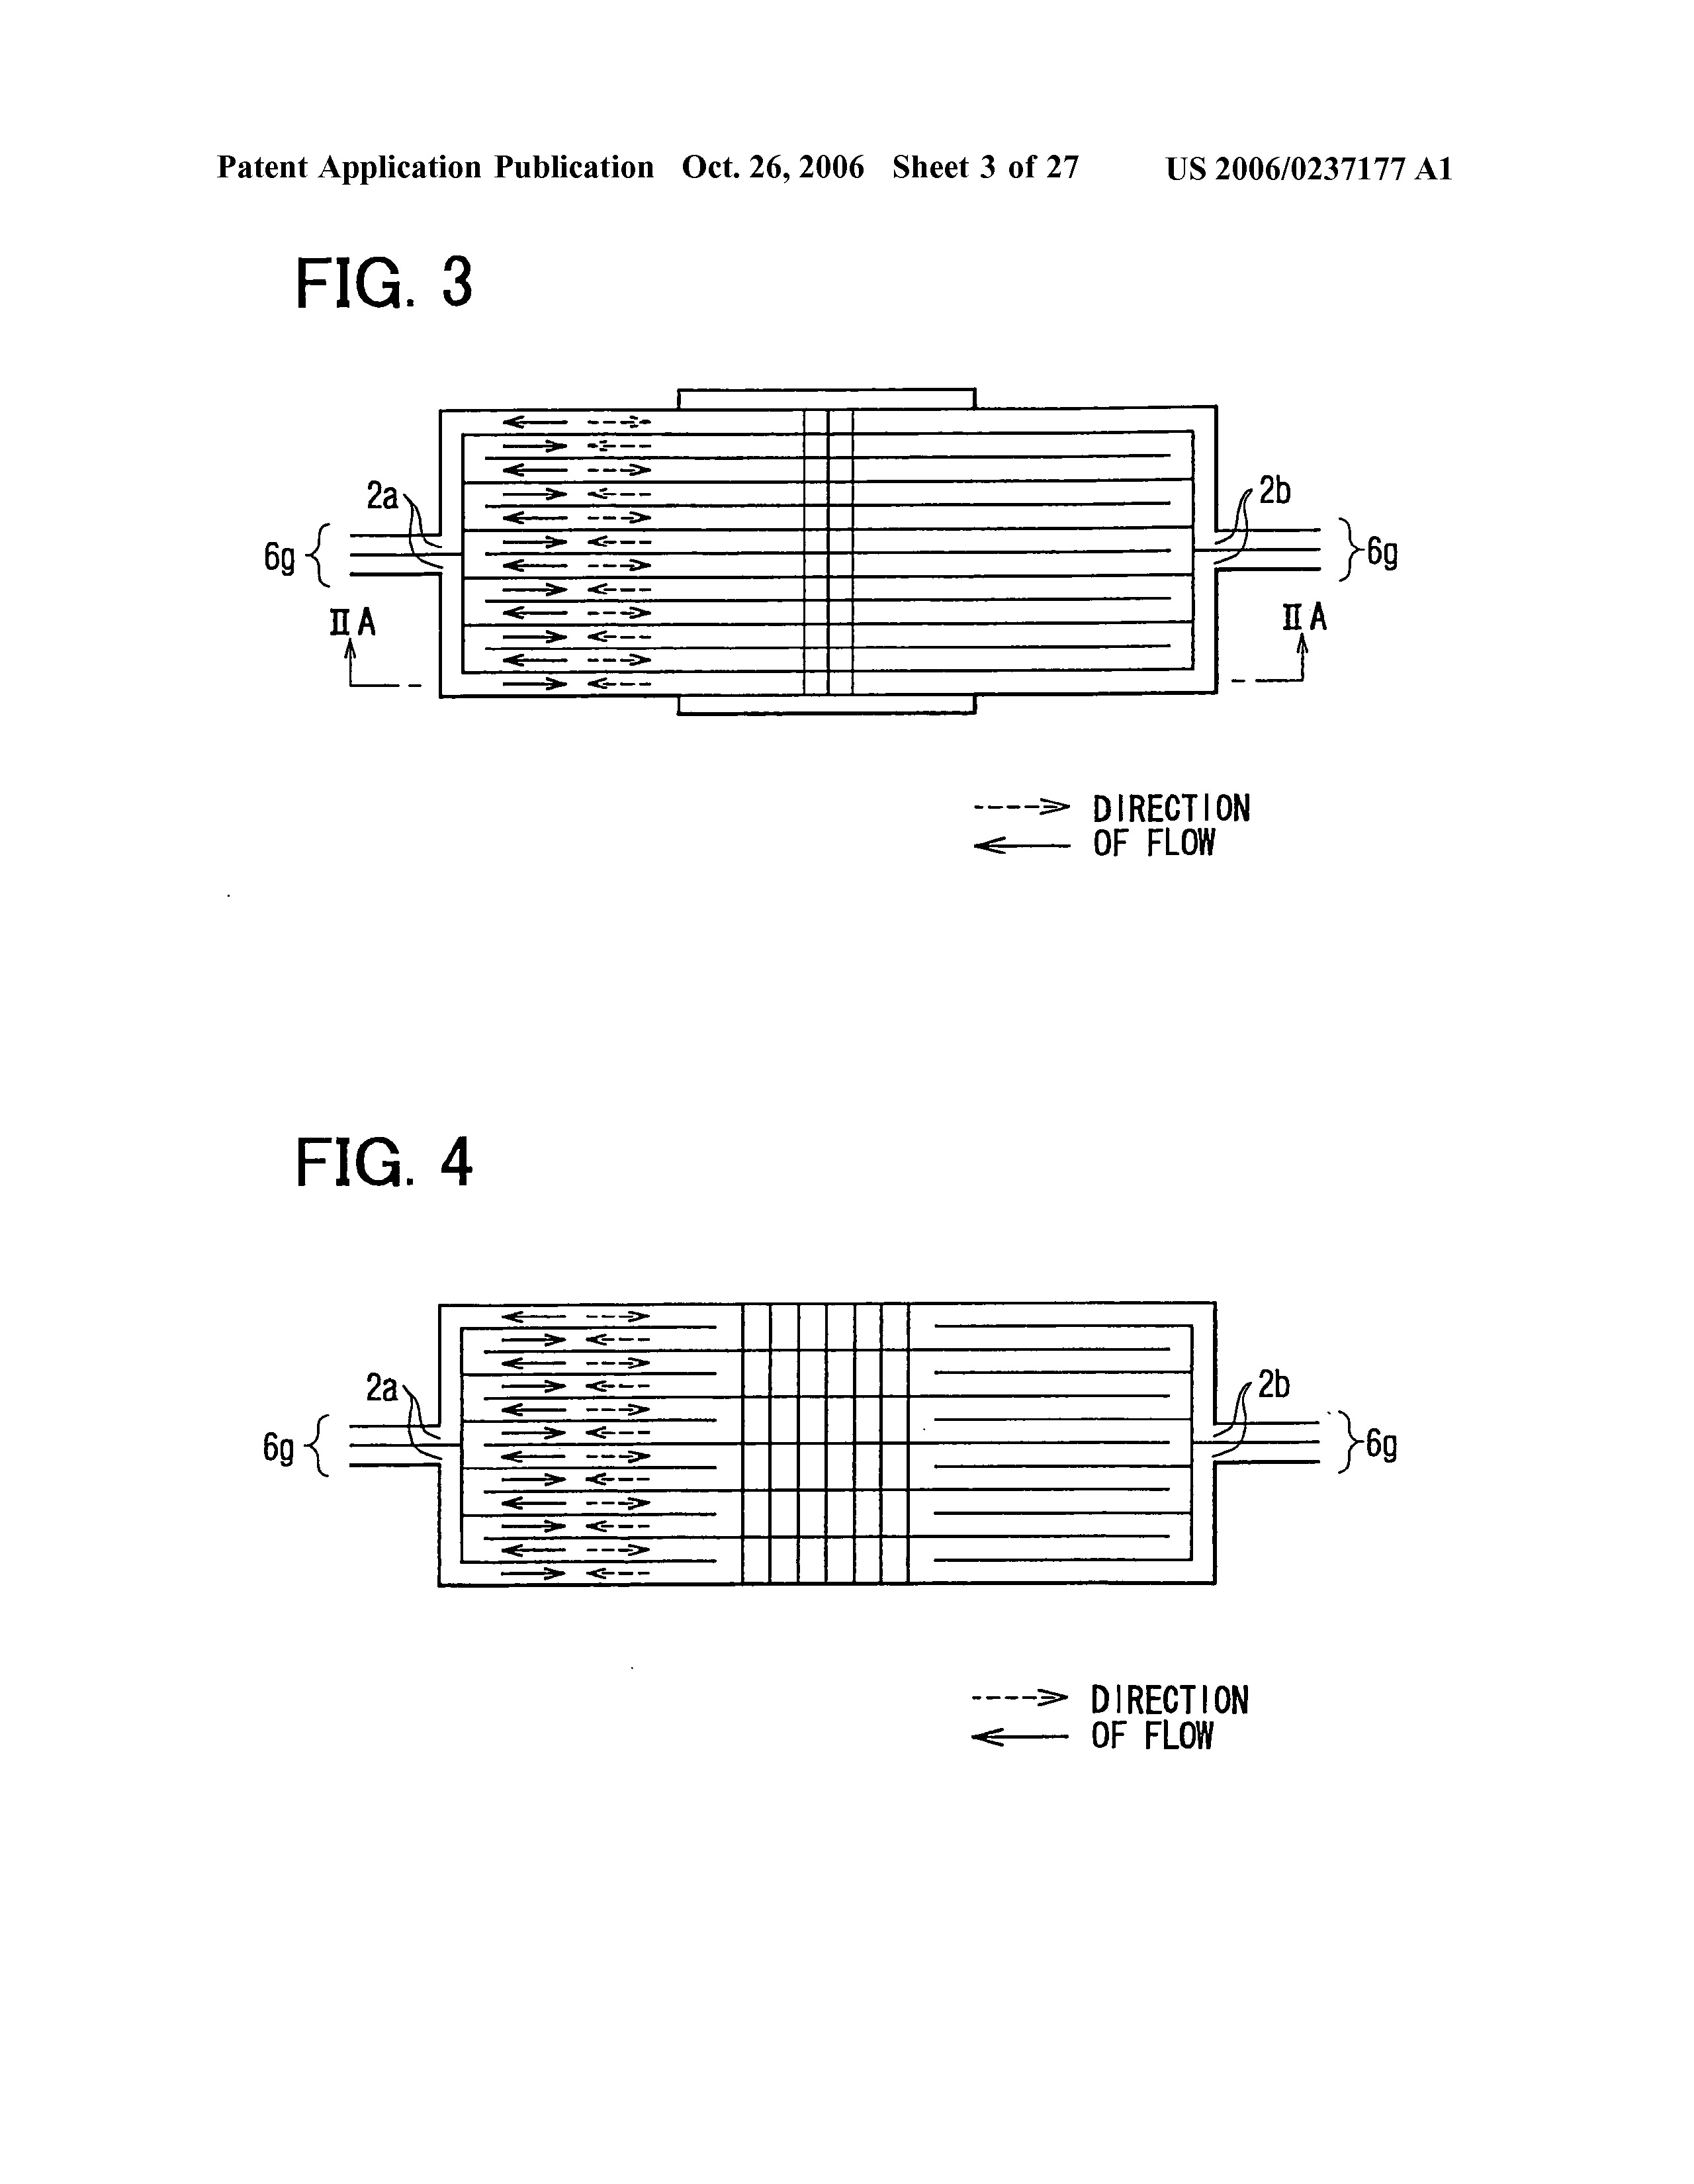 Patent Application Publication Oct. 26, 2006 Sheet 3 of 27 US 2006/0237177 A1
FIG. 3
2a
2b
6g
6g
II A
II A
DIRECTION
OF FLOW
FIG. 4
2a
2b
6g
6g
DIRECTION
OF FLOW